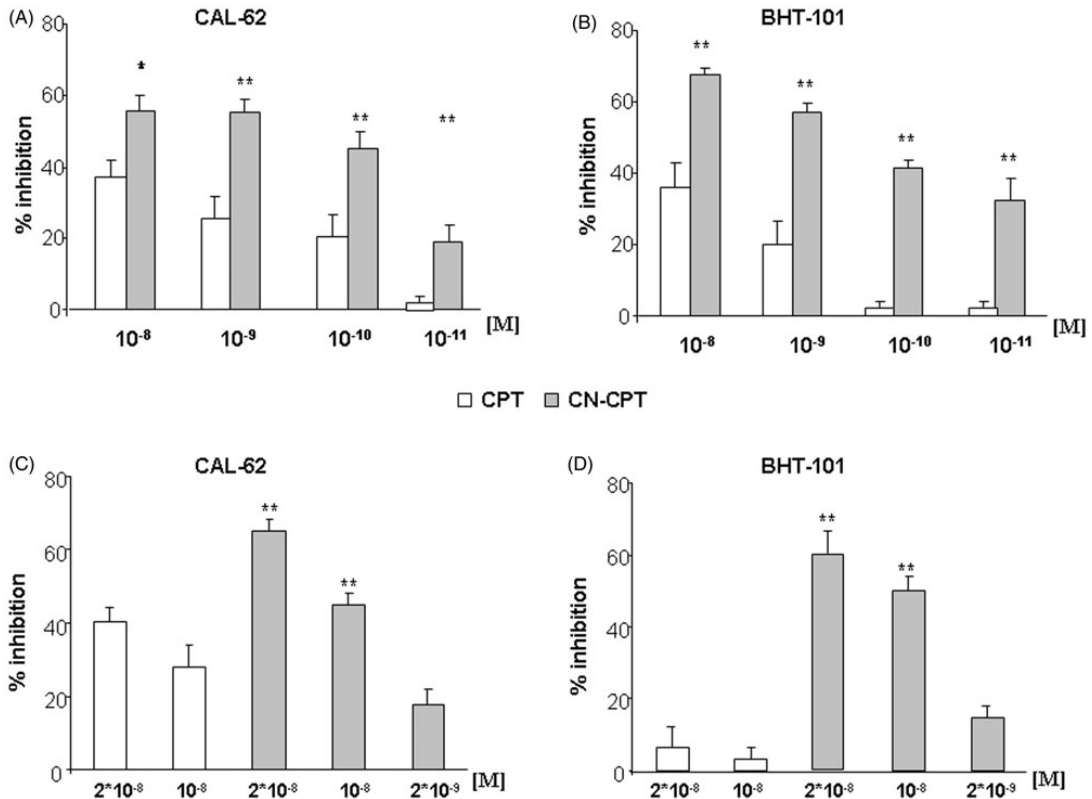 (A) CAL-62
% inhibition
80
60
40
20
0
* ** ** **
10⁻⁸ 10⁻⁹ 10⁻¹⁰ 10⁻¹¹ [M]
(B) BHT-101
% inhibition
80
60
40
20
0
** ** ** **
10⁻⁸ 10⁻⁹ 10⁻¹⁰ 10⁻¹¹ [M]
CPT CN-CPT
(C) CAL-62
% inhibition
80
60
40
20
0
** **
2*10⁻⁸ 10⁻⁸ 2*10⁻⁸ 10⁻⁸ 2*10⁻⁹ [M]
(D) BHT-101
% inhibition
80
60
40
20
0
** **
2*10⁻⁸ 10⁻⁸ 2*10⁻⁸ 10⁻⁸ 2*10⁻⁹ [M]